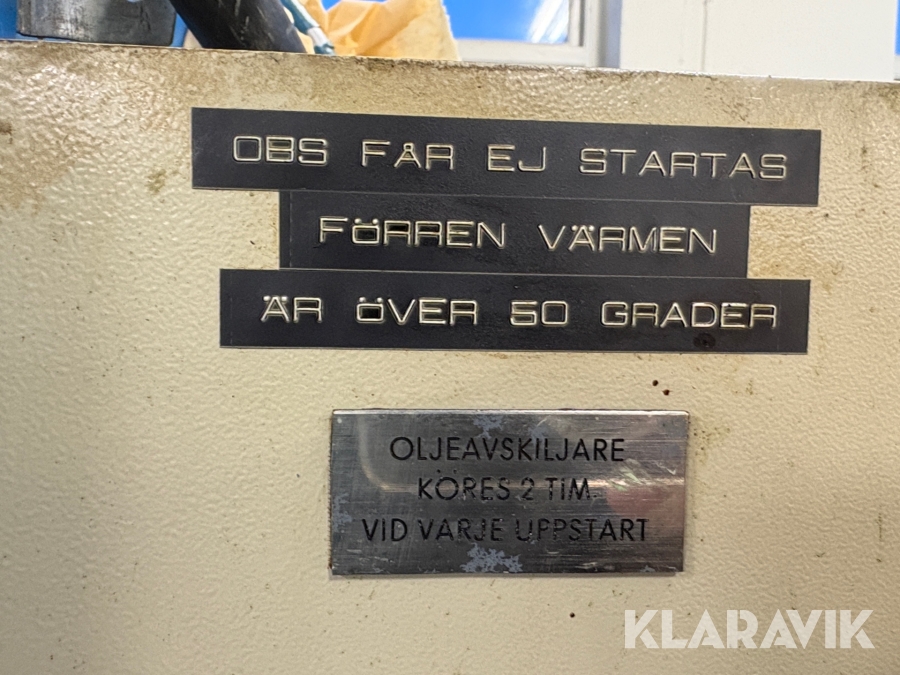 OBS FÅR EJ STARTAS
FÖRREN VÄRMEN
ÄR ÖVER 50 GRADER
OLJEAVSKILJARE
KÖRES 2 TIM.
VID VARJE UPPSTART
KLARAVIK